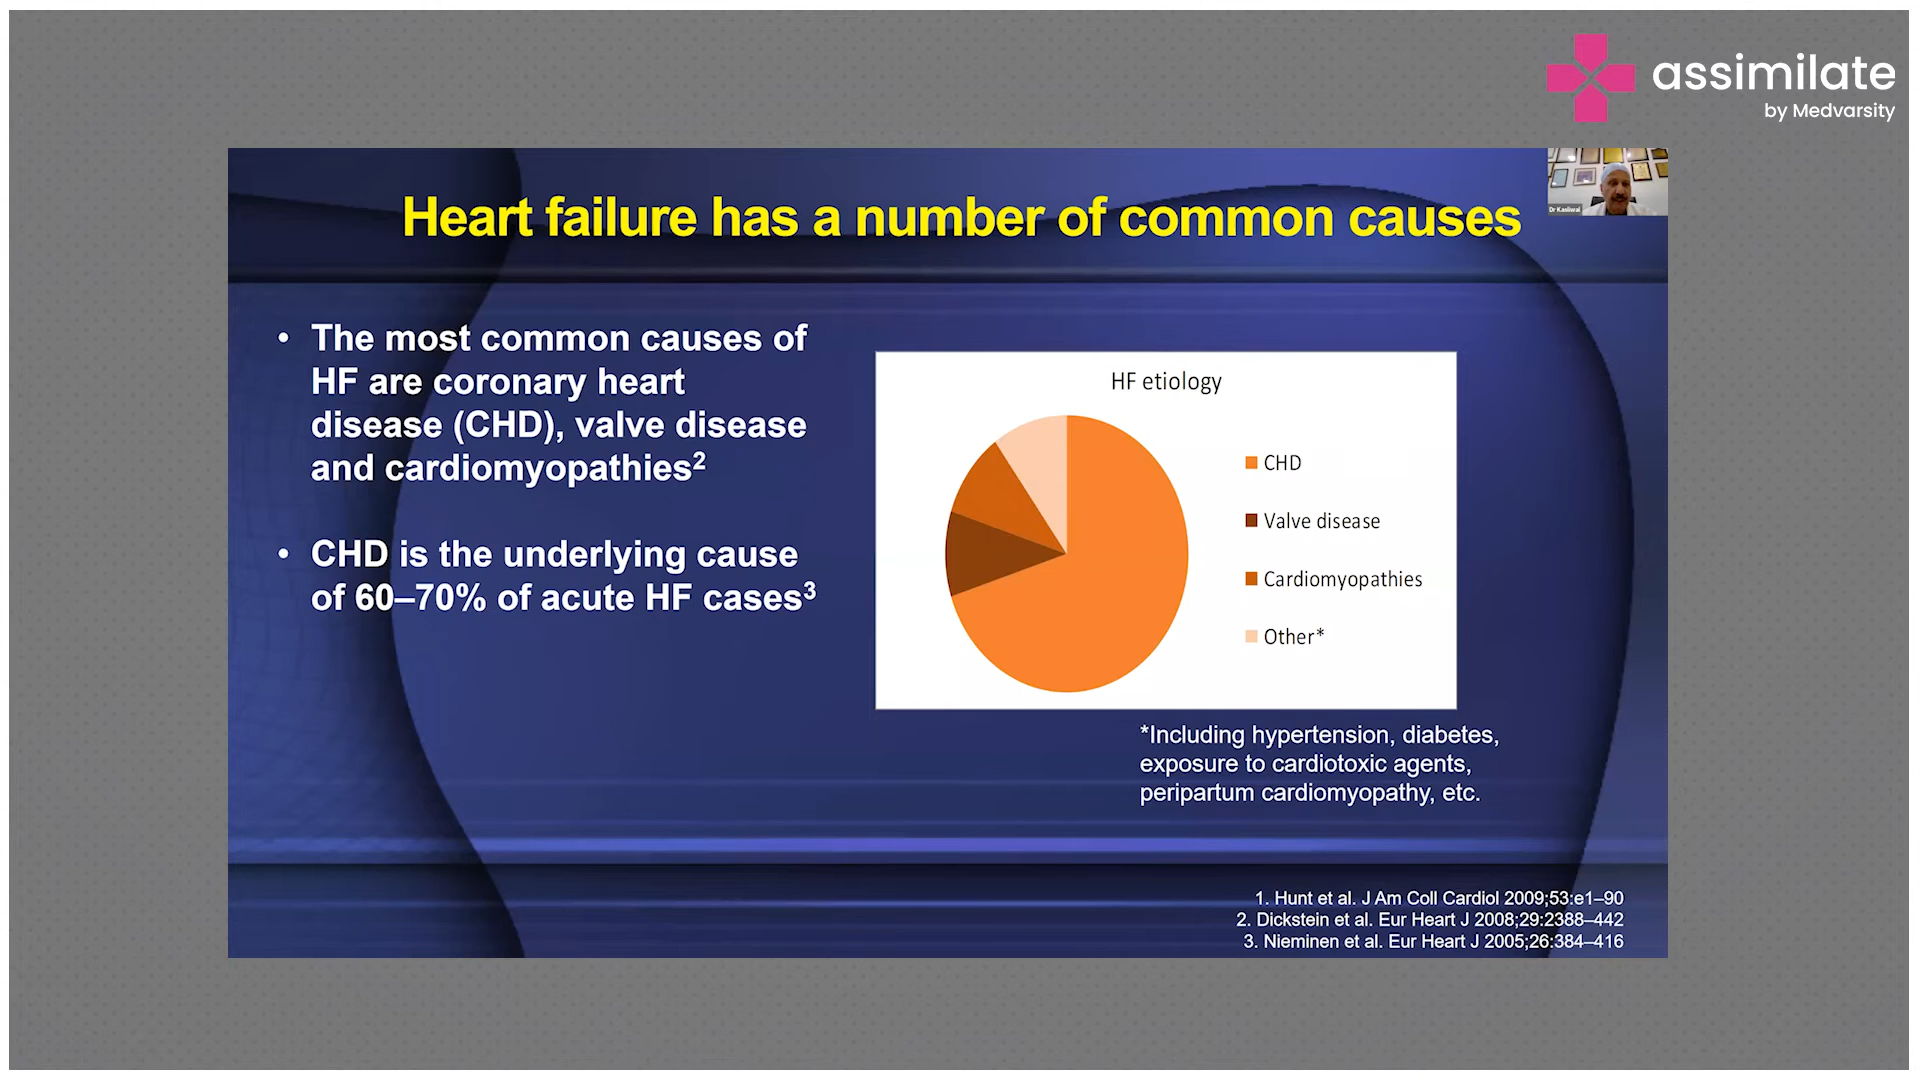 assimilate
by Medvarsity
Heart failure has a number of common causes
Dr Kasliwal
• The most common causes of
HF are coronary heart
disease (CHD), valve disease
and cardiomyopathies2
• CHD is the underlying cause
of 60–70% of acute HF cases3
HF etiology
CHD
Valve disease
Cardiomyopathies
Other*
*Including hypertension, diabetes,
exposure to cardiotoxic agents,
peripartum cardiomyopathy, etc.
1. Hunt et al. J Am Coll Cardiol 2009;53:e1–90
2. Dickstein et al. Eur Heart J 2008;29:2388–442
3. Nieminen et al. Eur Heart J 2005;26:384–416